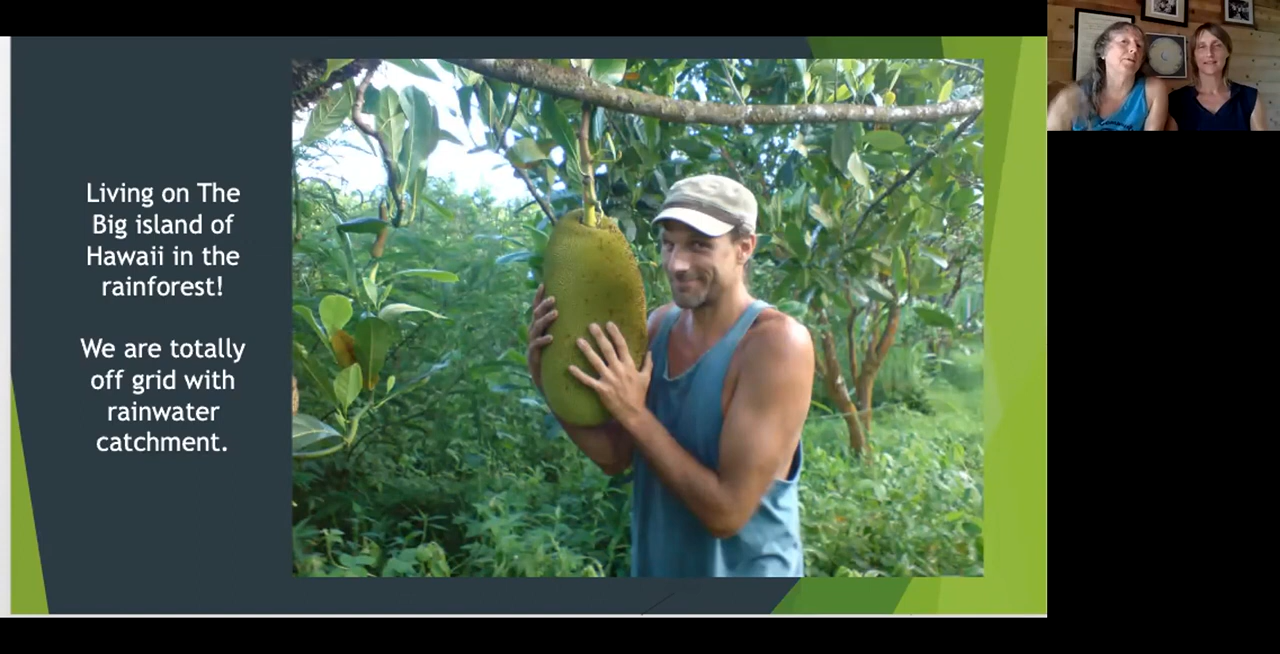 Living on The
Big island of
Hawaii in the
rainforest!
We are totally
off grid with
rainwater
catchment.